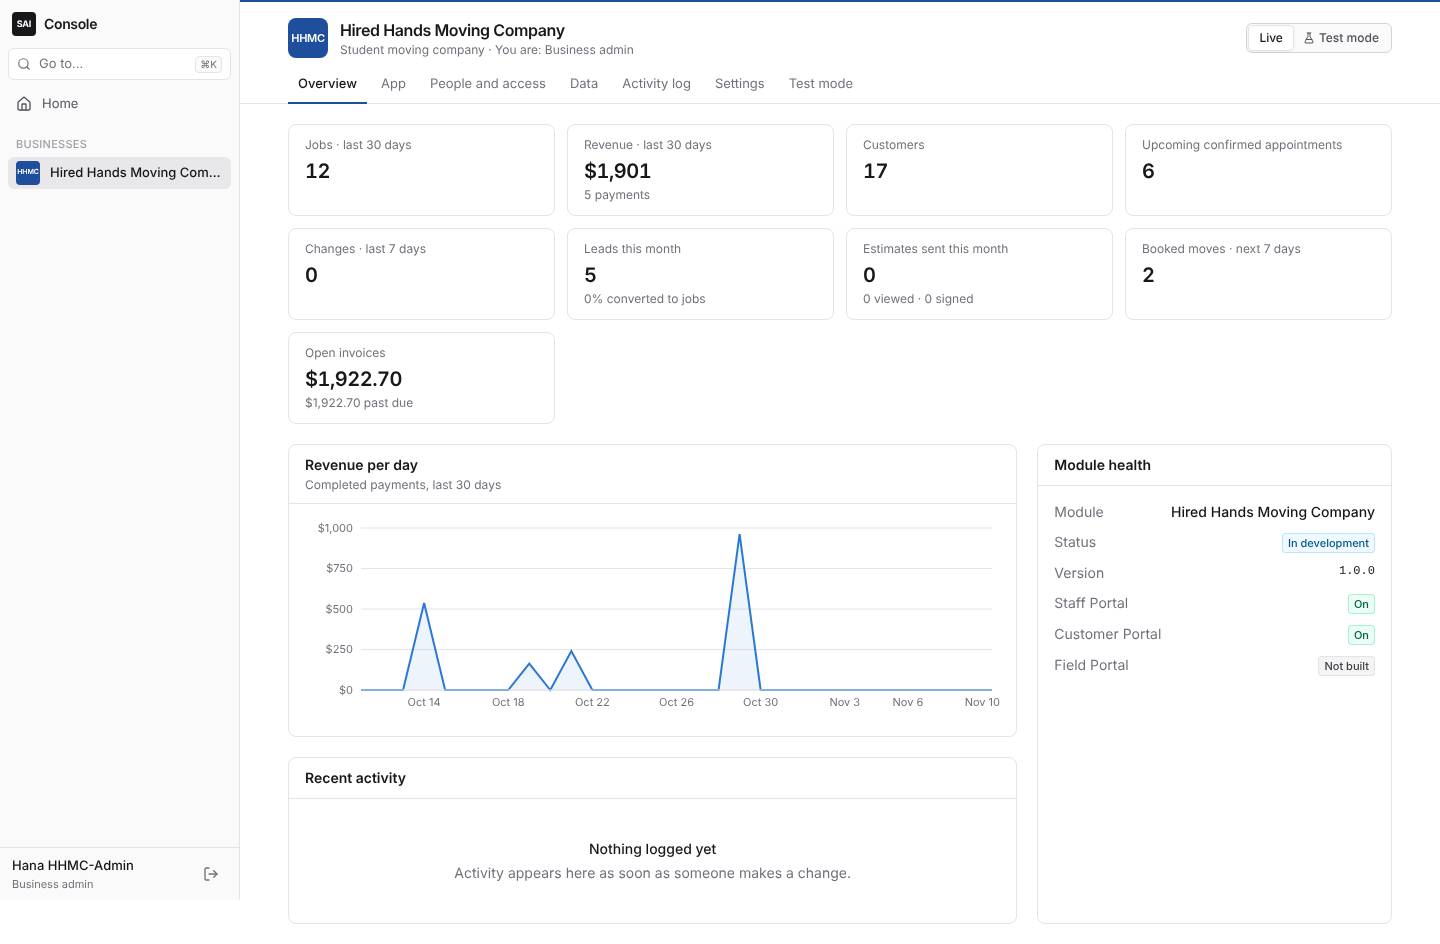 SAI Console
Go to... ⌘K
Home
BUSINESSES
HHMC Hired Hands Moving Com...
Hana HHMC-Admin
Business admin
HHMC
Hired Hands Moving Company
Student moving company · You are: Business admin
Live Test mode
Overview App People and access Data Activity log Settings Test mode
Jobs · last 30 days
12
Revenue · last 30 days
$1,901
5 payments
Customers
17
Upcoming confirmed appointments
6
Changes · last 7 days
0
Leads this month
5
0% converted to jobs
Estimates sent this month
0
0 viewed · 0 signed
Booked moves · next 7 days
2
Open invoices
$1,922.70
$1,922.70 past due
Revenue per day
Completed payments, last 30 days
$1,000
$750
$500
$250
$0
Oct 14 Oct 18 Oct 22 Oct 26 Oct 30 Nov 3 Nov 6 Nov 10
Module health
Module Hired Hands Moving Company
Status In development
Version 1.0.0
Staff Portal On
Customer Portal On
Field Portal Not built
Recent activity
Nothing logged yet
Activity appears here as soon as someone makes a change.